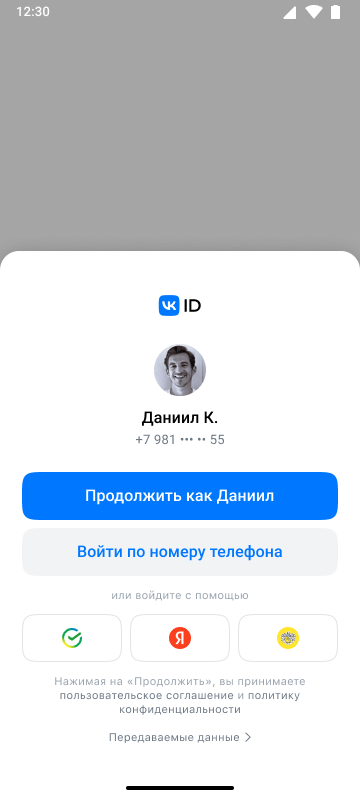 12:30
VK ID
Даниил К.
+7 981 ••• •• 55
Продолжить как Даниил
Войти по номеру телефона
или войдите с помощью
Я
Нажимая на «Продолжить», вы принимаете
пользовательское соглашение и политику
конфиденциальности
Передаваемые данные